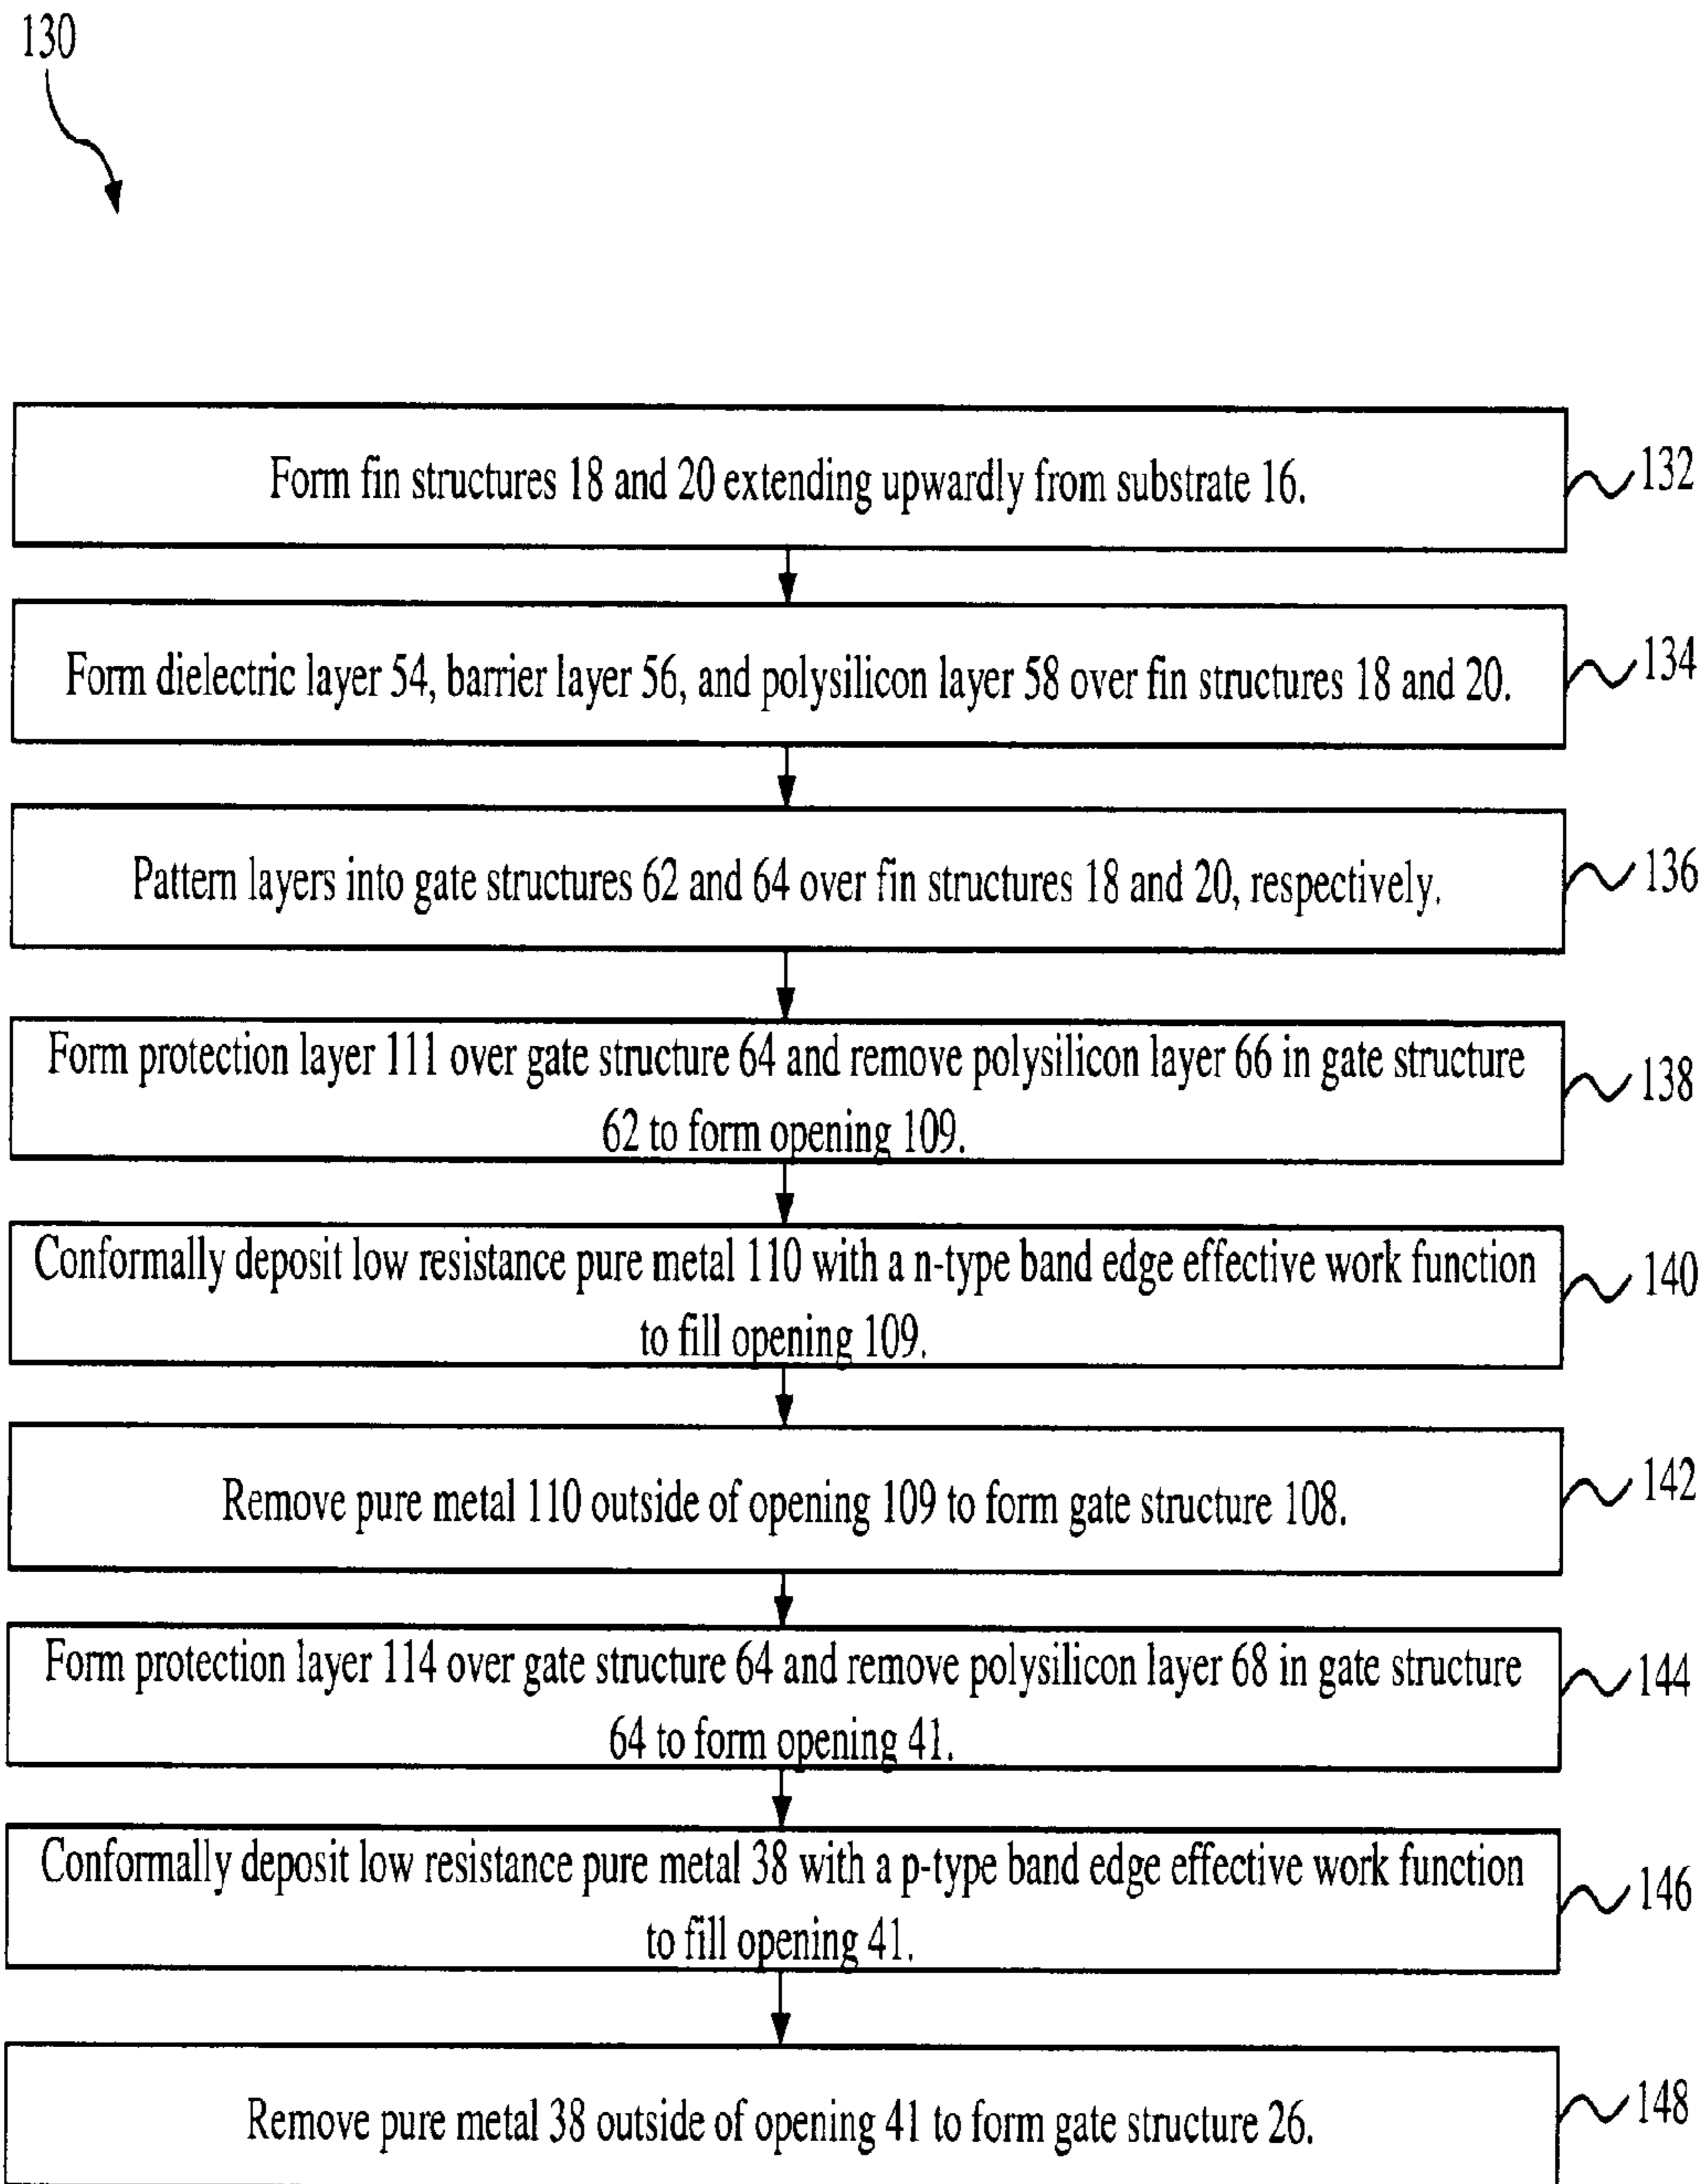 130
Form fin structures 18 and 20 extending upwardly from substrate 16.
132
Form dielectric layer 54, barrier layer 56, and polysilicon layer 58 over fin structures 18 and 20.
134
Pattern layers into gate structures 62 and 64 over fin structures 18 and 20, respectively.
136
Form protection layer 111 over gate structure 64 and remove polysilicon layer 66 in gate structure
62 to form opening 109.
138
Conformally deposit low resistance pure metal 110 with a n-type band edge effective work function
to fill opening 109.
140
Remove pure metal 110 outside of opening 109 to form gate structure 108.
142
Form protection layer 114 over gate structure 64 and remove polysilicon layer 68 in gate structure
64 to form opening 41.
144
Conformally deposit low resistance pure metal 38 with a p-type band edge effective work function
to fill opening 41.
146
Remove pure metal 38 outside of opening 41 to form gate structure 26.
148